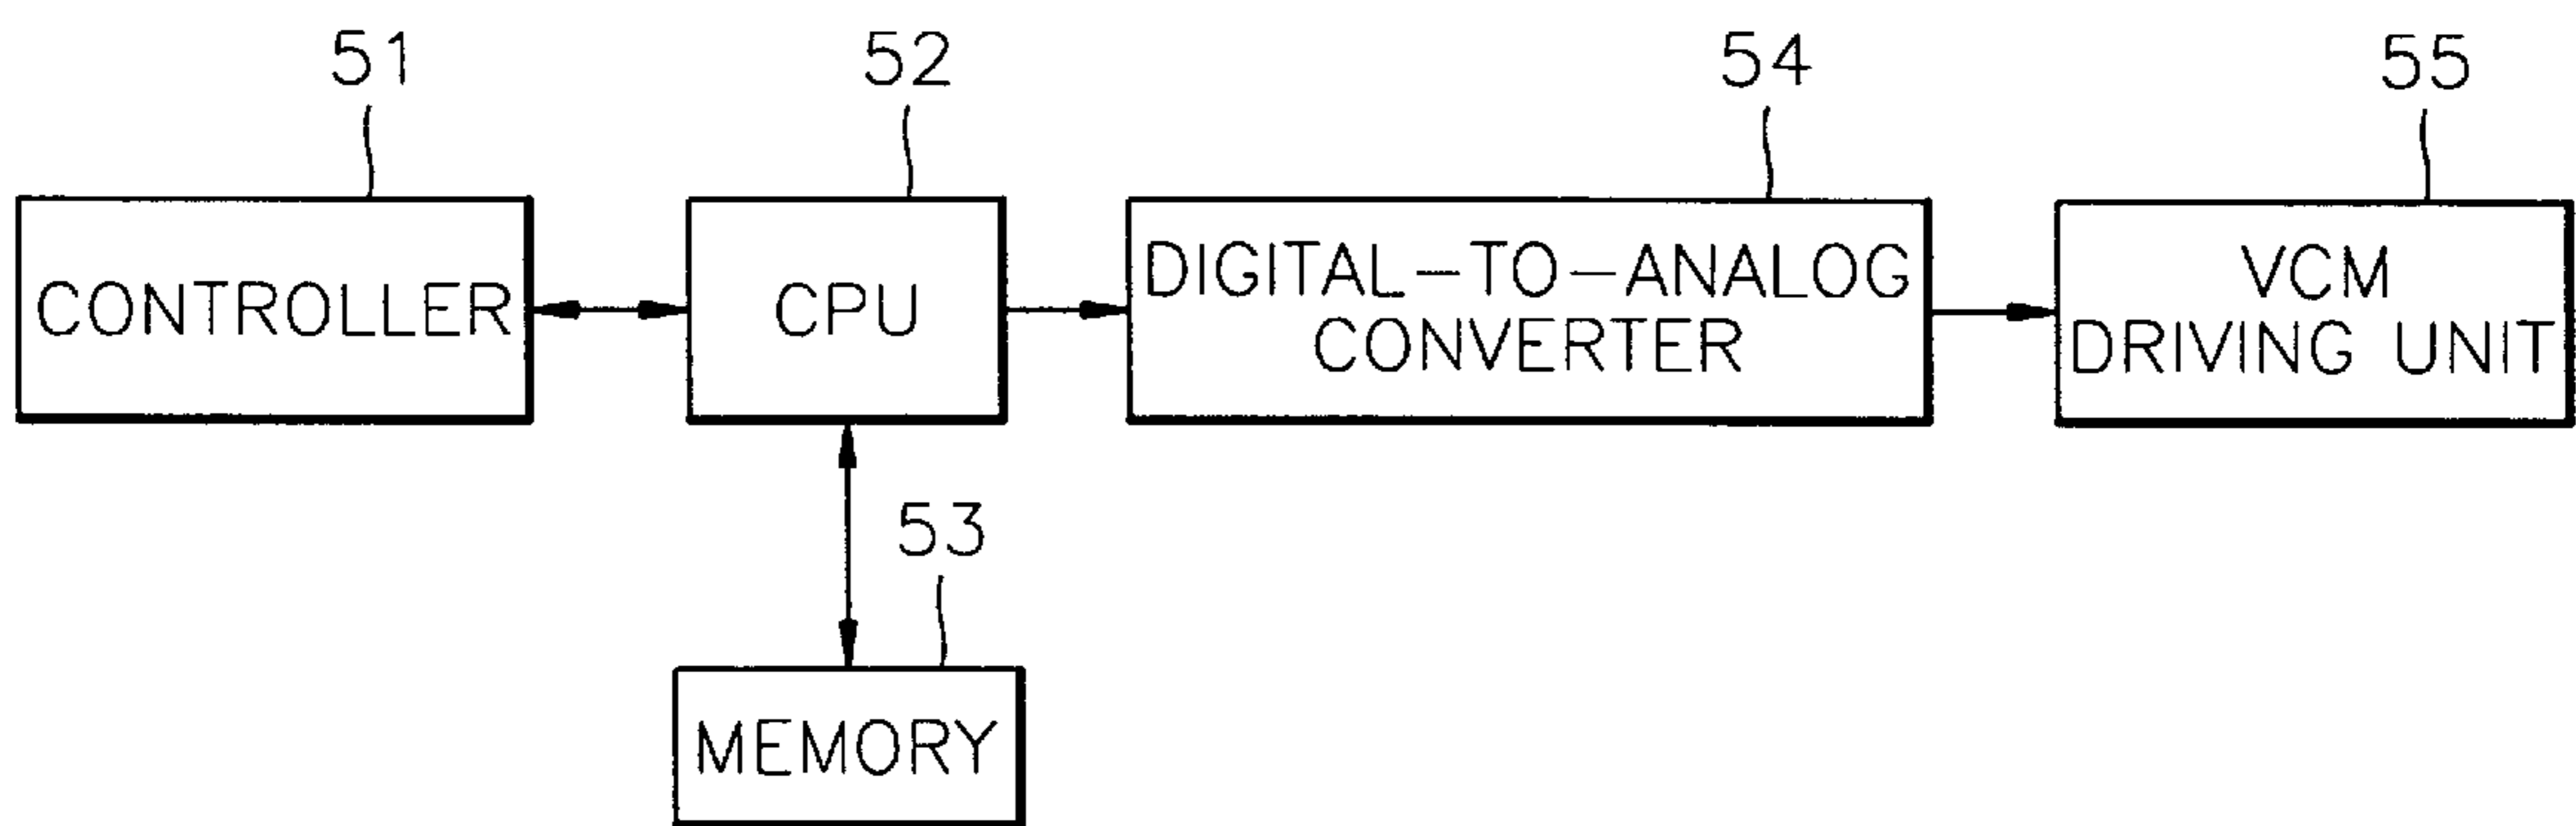 51
52
54
55
CONTROLLER
CPU
DIGITAL-TO-ANALOG
CONVERTER
VCM
DRIVING UNIT
53
MEMORY